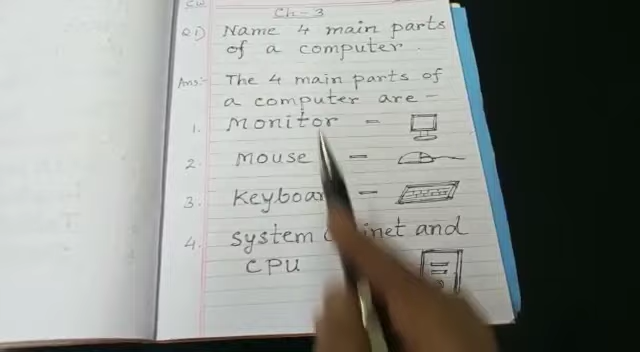 CW
Ch-3
Q1) Name 4 main parts
of a computer.
Ans:- The 4 main parts of
a computer are -
1. Monitor -
2. Mouse -
3. Keyboar -
4. System inet and
CPU